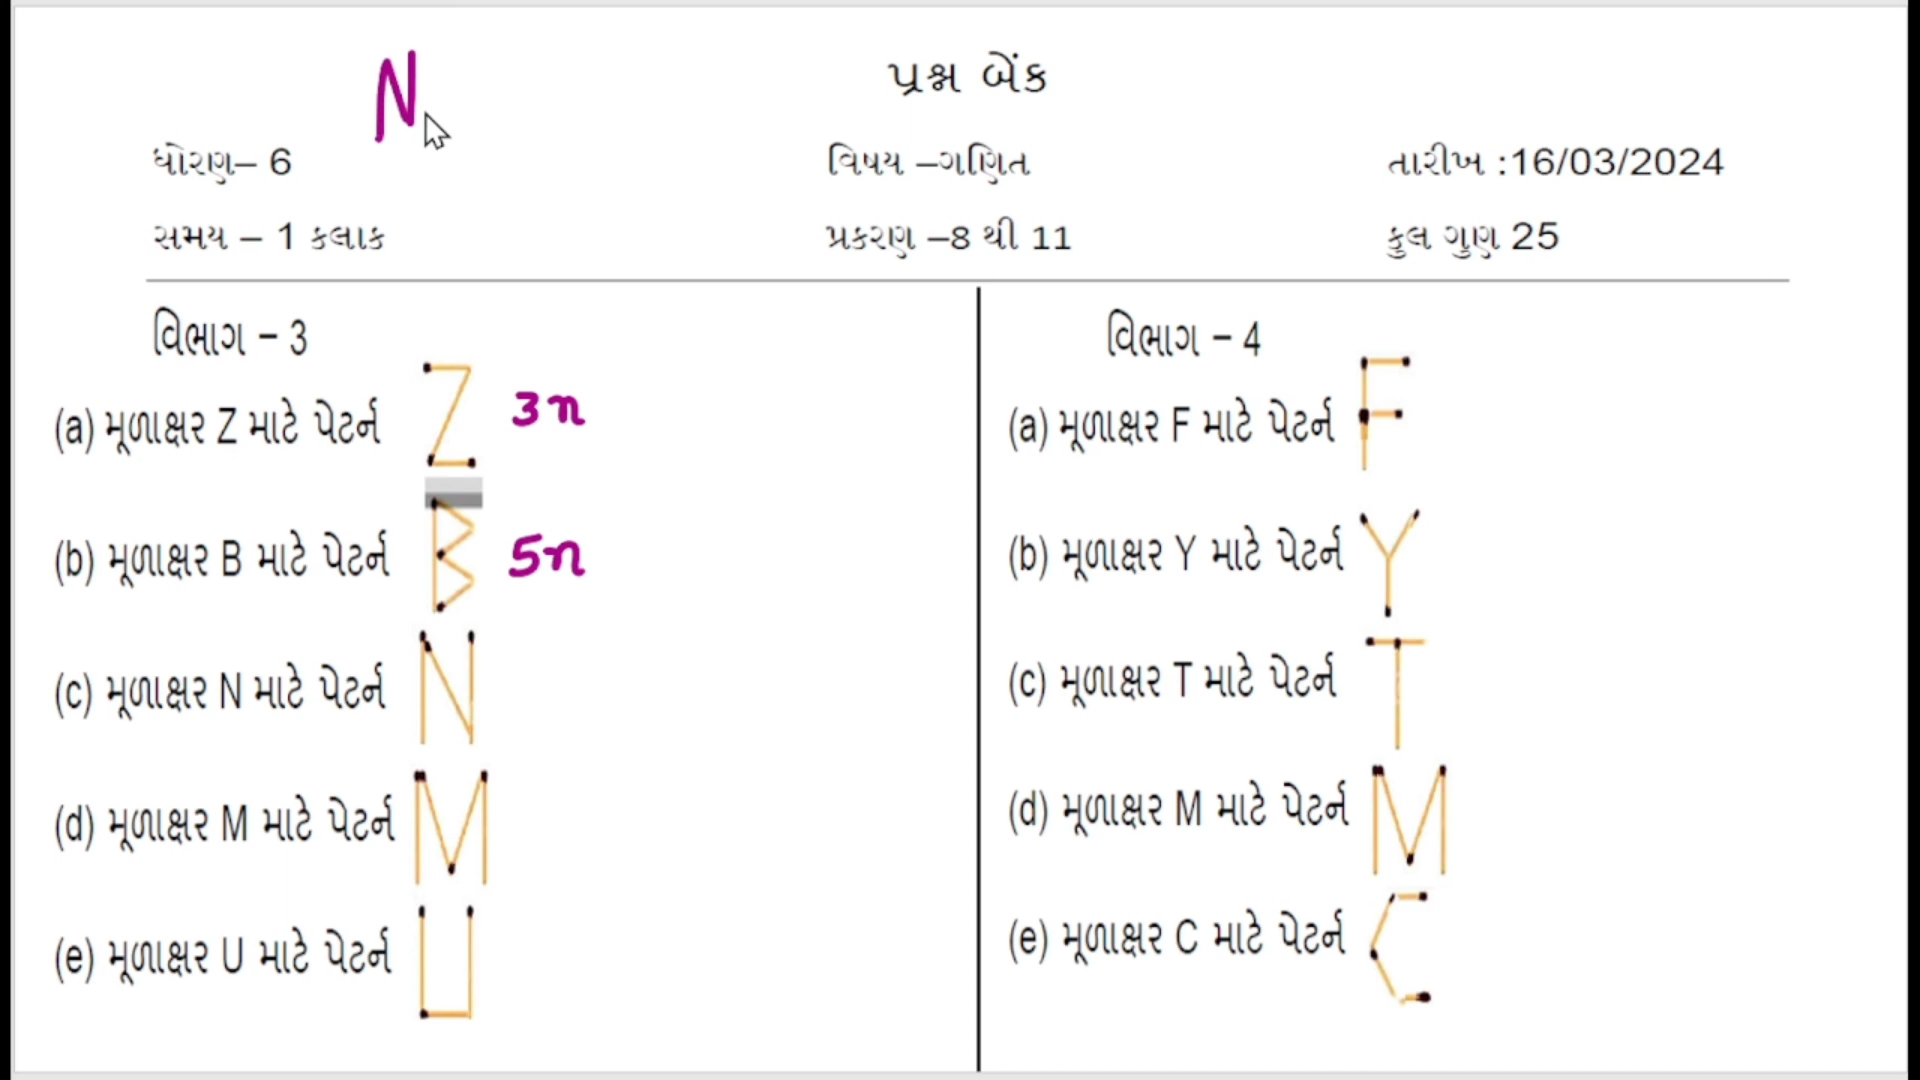 N
પ્રશ્ન બેંક
ધોરણ– 6 વિષય –ગણિત તારીખ :16/03/2024
સમય – 1 કલાક પ્રકરણ –8 થી 11 કુલ ગુણ 25
વિભાગ – 3
(a) મૂળાક્ષર Z માટે પેટર્ન Z 3n
(b) મૂળાક્ષર B માટે પેટર્ન B 5n
(c) મૂળાક્ષર N માટે પેટર્ન N
(d) મૂળાક્ષર M માટે પેટર્ન M
(e) મૂળાક્ષર U માટે પેટર્ન U
વિભાગ – 4
(a) મૂળાક્ષર F માટે પેટર્ન F
(b) મૂળાક્ષર Y માટે પેટર્ન Y
(c) મૂળાક્ષર T માટે પેટર્ન T
(d) મૂળાક્ષર M માટે પેટર્ન M
(e) મૂળાક્ષર C માટે પેટર્ન C